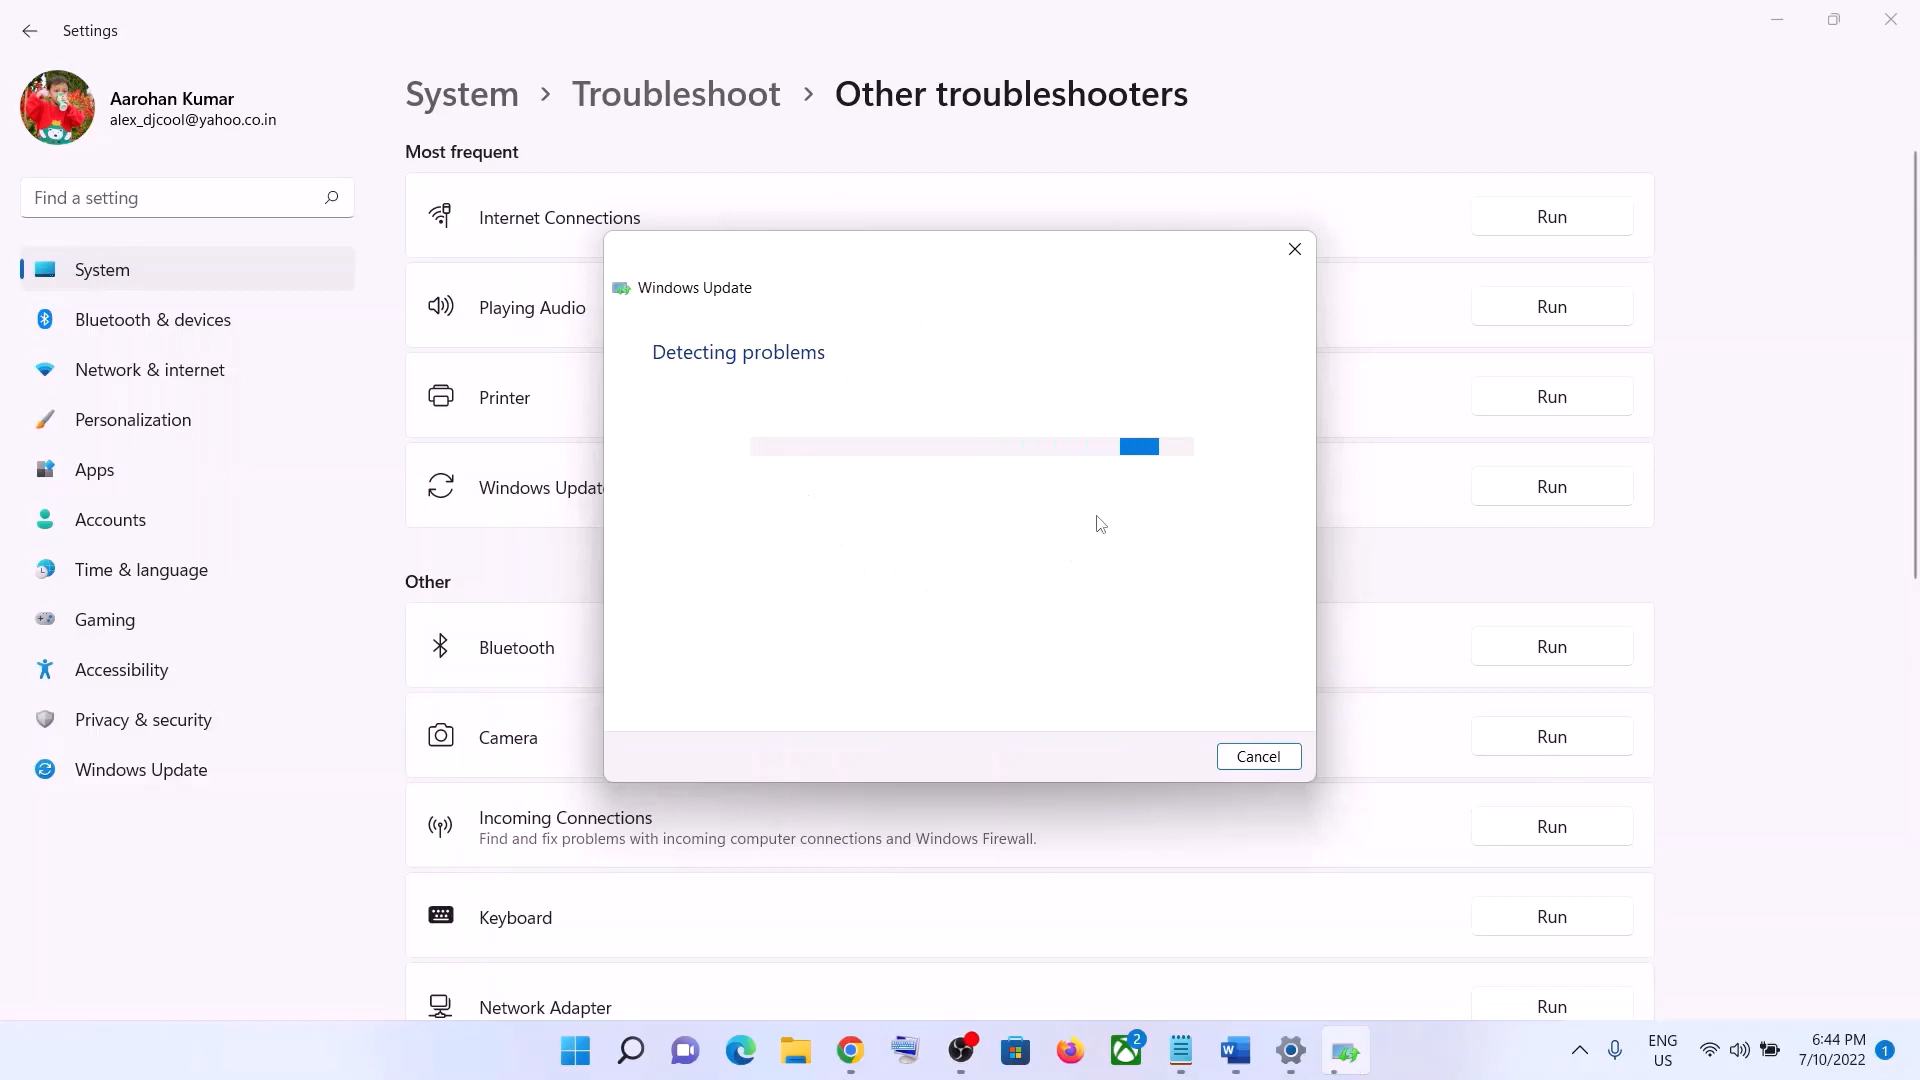 Settings
Aarohan Kumar
alex_djcool@yahoo.co.in
Find a setting
System
Bluetooth & devices
Network & internet
Personalization
Apps
Accounts
Time & language
Gaming
Accessibility
Privacy & security
Windows Update
System > Troubleshoot > Other troubleshooters
Most frequent
Internet Connections
Run
Playing Audio
Run
Printer
Run
Windows Updat
Run
Windows Update
Detecting problems
Cancel
Other
Bluetooth
Run
Camera
Run
Incoming Connections
Find and fix problems with incoming computer connections and Windows Firewall.
Run
Keyboard
Run
Network Adapter
Run
2
ENG
US
6:44 PM
7/10/2022
1